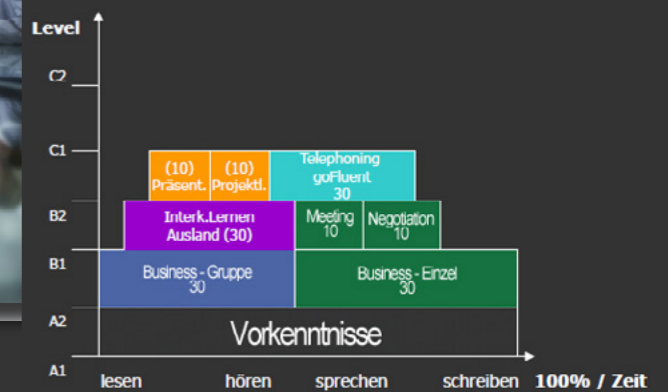 Level
C2
C1
(10)
Präsent.
(10)
Projektl.
Telephoning
goFluent
30
B2
Interk.Lernen
Ausland (30)
Meeting
10
Negotiation
10
B1
Business - Gruppe
30
Business - Einzel
30
A2
Vorkenntnisse
A1
lesen hören sprechen schreiben 100% / Zeit